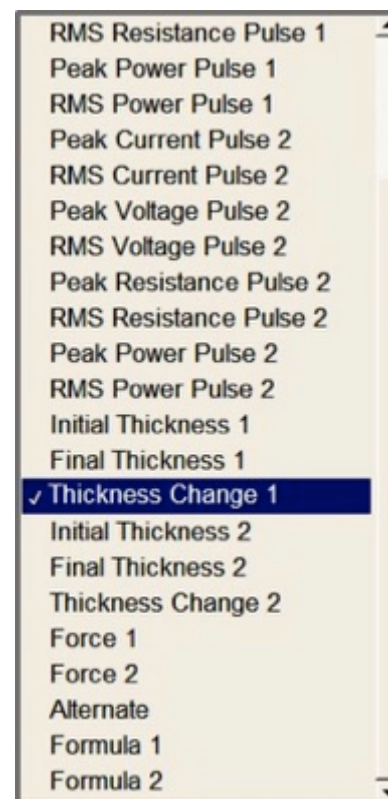 RMS Resistance Pulse 1
Peak Power Pulse 1
RMS Power Pulse 1
Peak Current Pulse 2
RMS Current Pulse 2
Peak Voltage Pulse 2
RMS Voltage Pulse 2
Peak Resistance Pulse 2
RMS Resistance Pulse 2
Peak Power Pulse 2
RMS Power Pulse 2
Initial Thickness 1
Final Thickness 1
✓ Thickness Change 1
Initial Thickness 2
Final Thickness 2
Thickness Change 2
Force 1
Force 2
Alternate
Formula 1
Formula 2